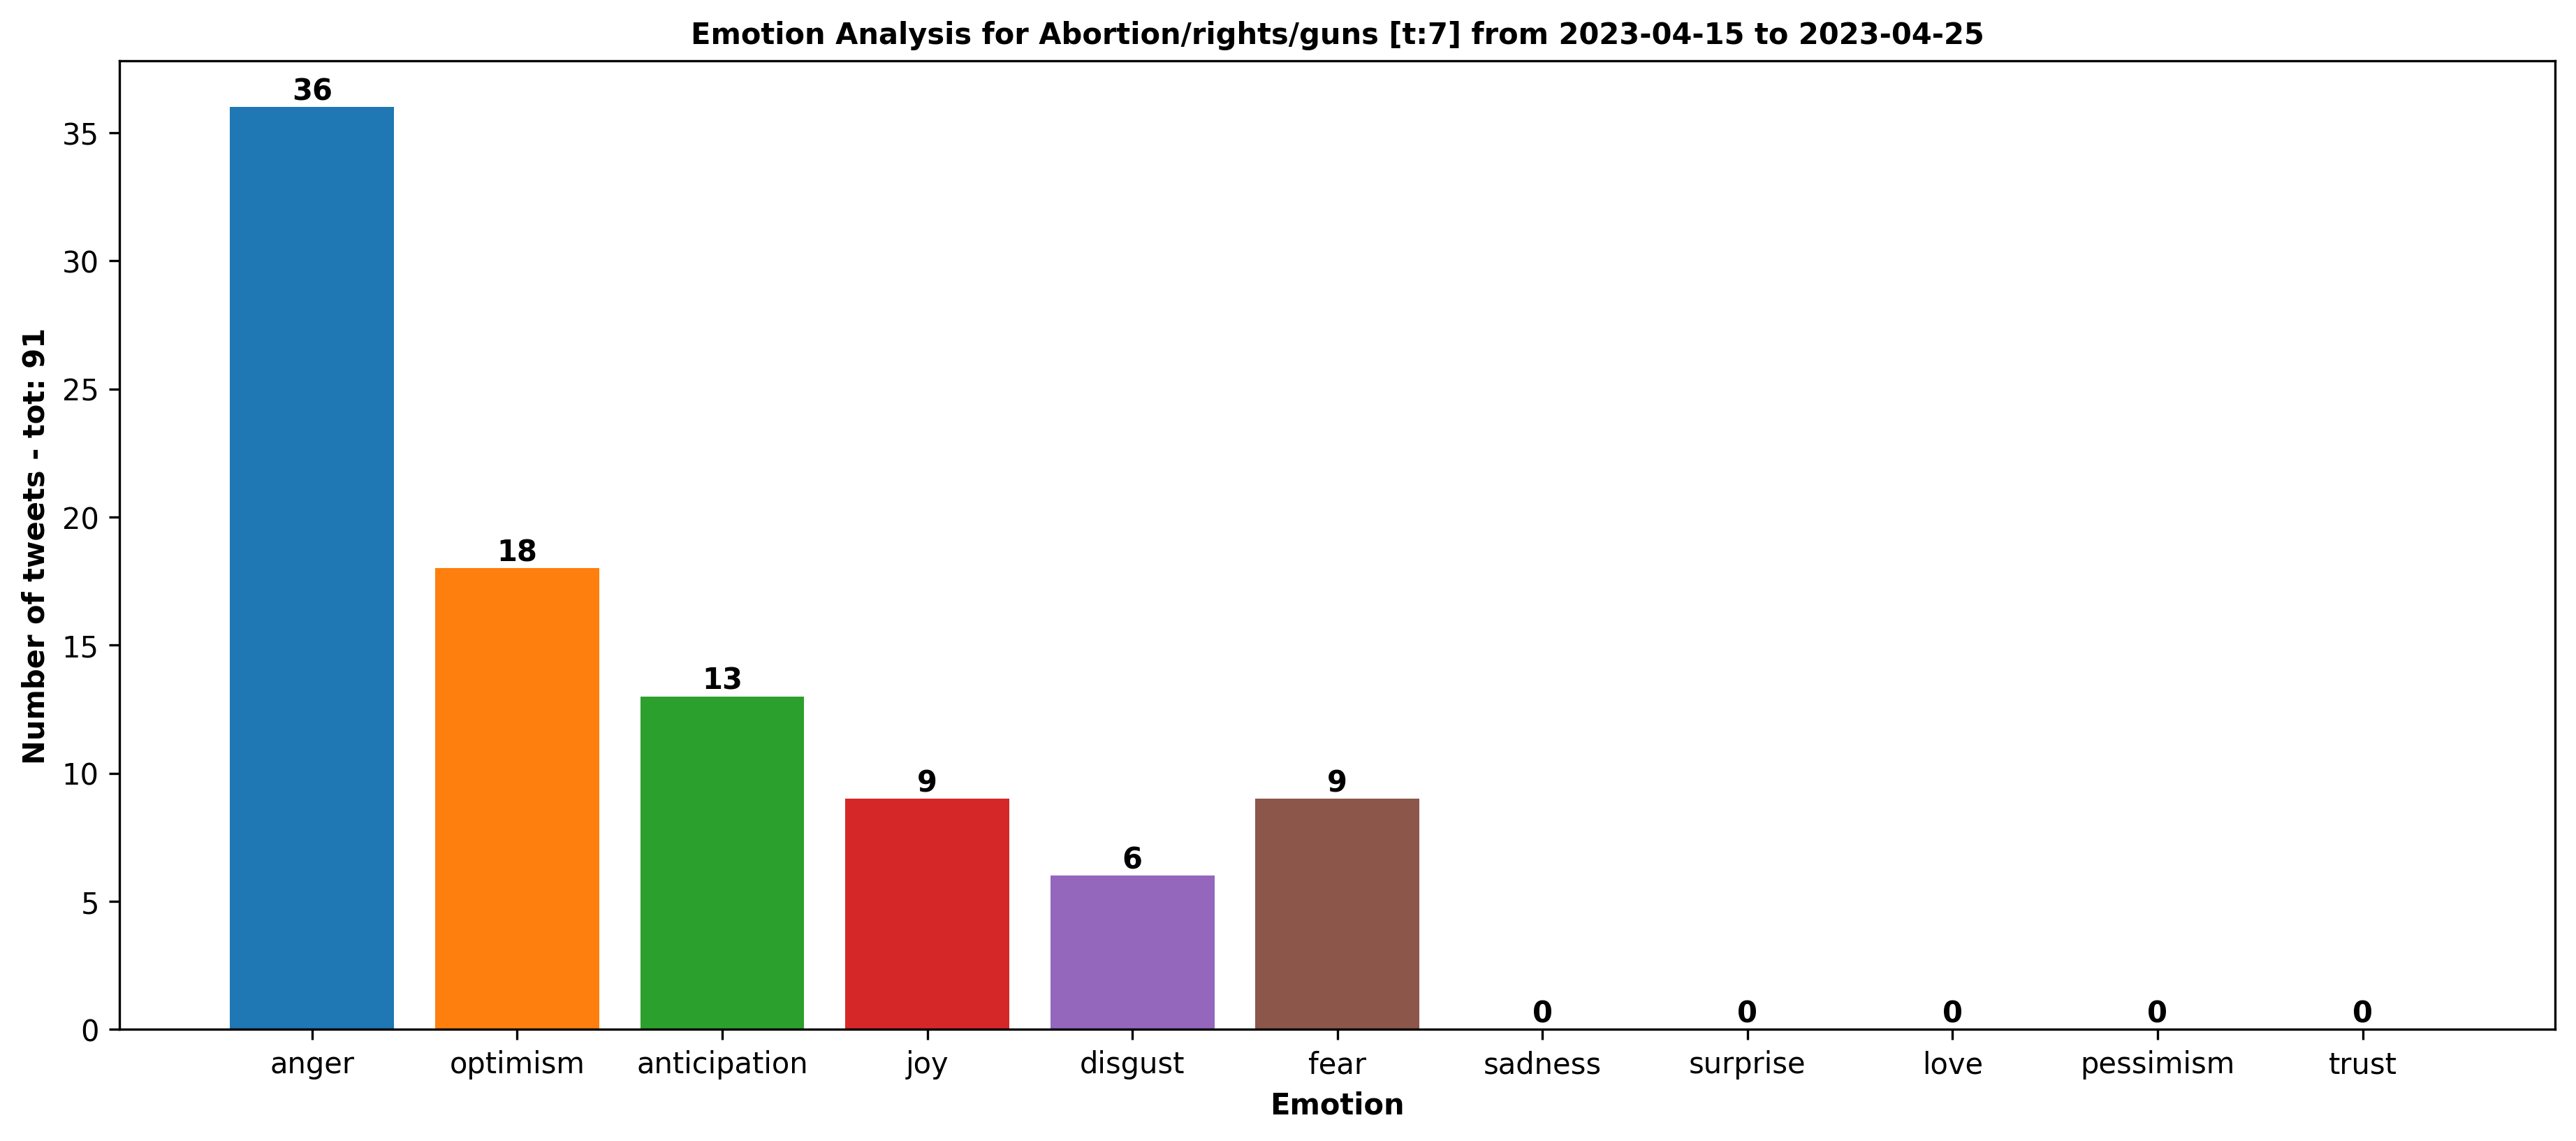 Emotion Analysis for Abortion/rights/guns [t:7] from 2023-04-15 to 2023-04-25
Number of tweets - tot: 91
35
30
25
20
15
10
5
0
36
18
13
9
6
9
0
0
0
0
0
anger
optimism
anticipation
joy
disgust
fear
sadness
surprise
love
pessimism
trust
Emotion